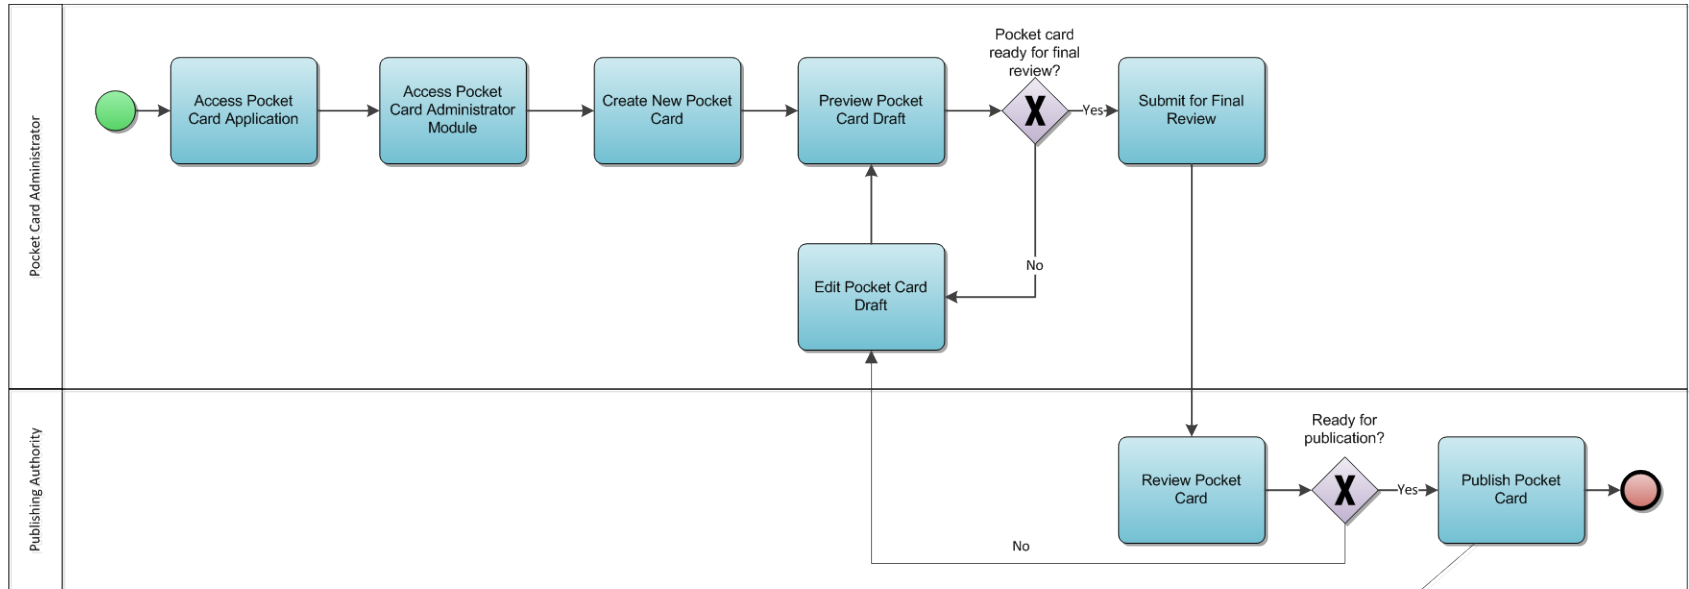 Pocket Card Administrator
Access Pocket
Card Application
Access Pocket
Card Administrator
Module
Create New Pocket
Card
Preview Pocket
Card Draft
Pocket card
ready for final
review?
Yes
Submit for Final
Review
No
Edit Pocket Card
Draft
Publishing Authority
Review Pocket
Card
Ready for
publication?
Yes
Publish Pocket
Card
No